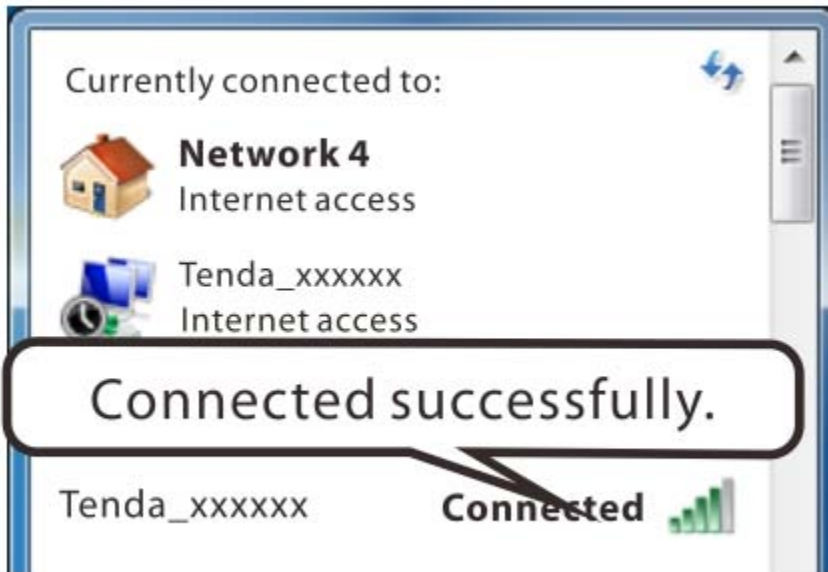 Currently connected to:
Network 4
Internet access
Tenda_xxxxxx
Internet access
Connected successfully.
Tenda_xxxxxx Connected